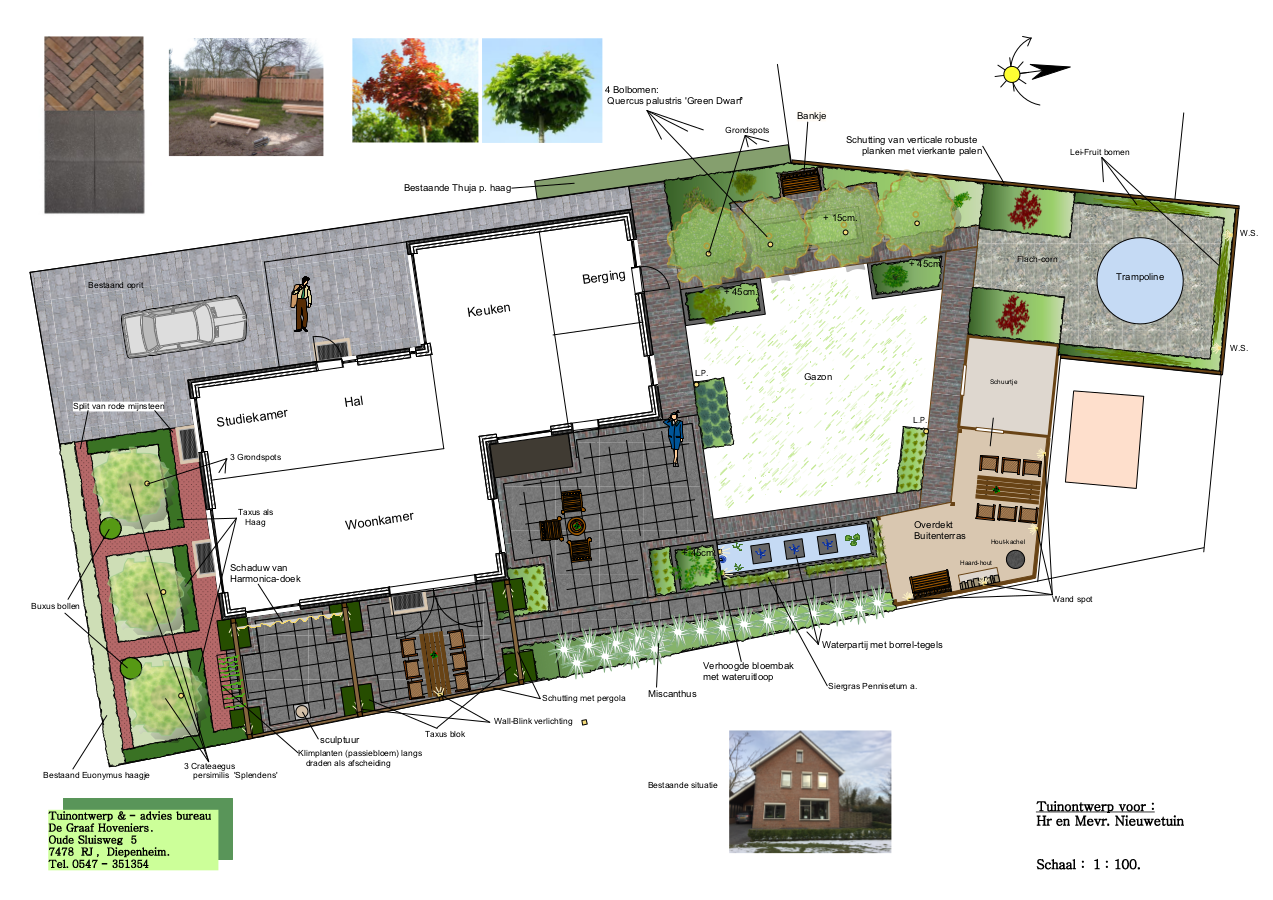 4 Bolbomen:
Quercus palustris 'Green Dwarf'
Grondspots
Bankje
Schutting van verticale robuste
planken met vierkante palen
Lei-Fruit bomen
Bestaande Thuja p. haag
+ 15cm.
W.S.
Berging
+ 45cm.
Flach-corn
Trampoline
Bestaand oprit
Keuken
+ 45cm.
W.S.
L.P.
Gazon
Schuurtje
Split van rode mijnsteen
Studiekamer
Hal
L.P.
3 Grondspots
Taxus als
Haag
Woonkamer
Overdekt
Buitenterras
Hout-kachel
+ 45cm.
Haard-hout
Schaduw van
Harmonica-doek
Buxus bollen
Wand spot
Waterpartij met borrel-tegels
Verhoogde bloembak
met wateruitloop
Siergras Pennisetum a.
Miscanthus
Schutting met pergola
Wall-Blink verlichting
Taxus blok
sculptuur
Klimplanten (passiebloem) langs
draden als afscheiding
3 Crateaegus
persimilis 'Splendens'
Bestaand Euonymus haagje
Bestaande situatie
Tuinontwerp & - advies bureau
De Graaf Hoveniers.
Oude Sluisweg 5
7478 RJ , Diepenheim.
Tel. 0547 - 351354
Tuinontwerp voor :
Hr en Mevr. Nieuwetuin
Schaal : 1 : 100.